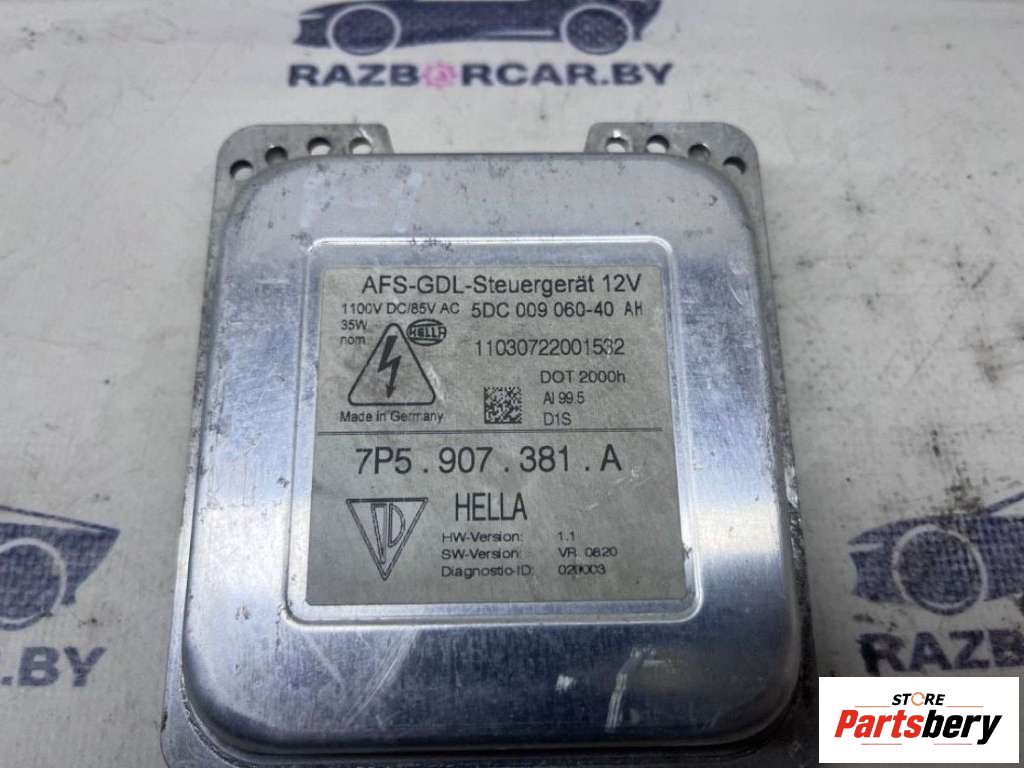 RAZBORCAR.BY
AFS-GDL-Steuergerät 12V
1100V DC/85V AC 5DC 009 060-40 AH
35W
nom
HELLA
11030722001532
DOT 2000h
Al 99.5
D1S
Made in Germany
7P5.907.381.A
HELLA
HW-Version: 1.1
SW-Version: VR 0820
Diagnostic-ID: 020003
R.BY
RAZBOR
STORE
Partsbery